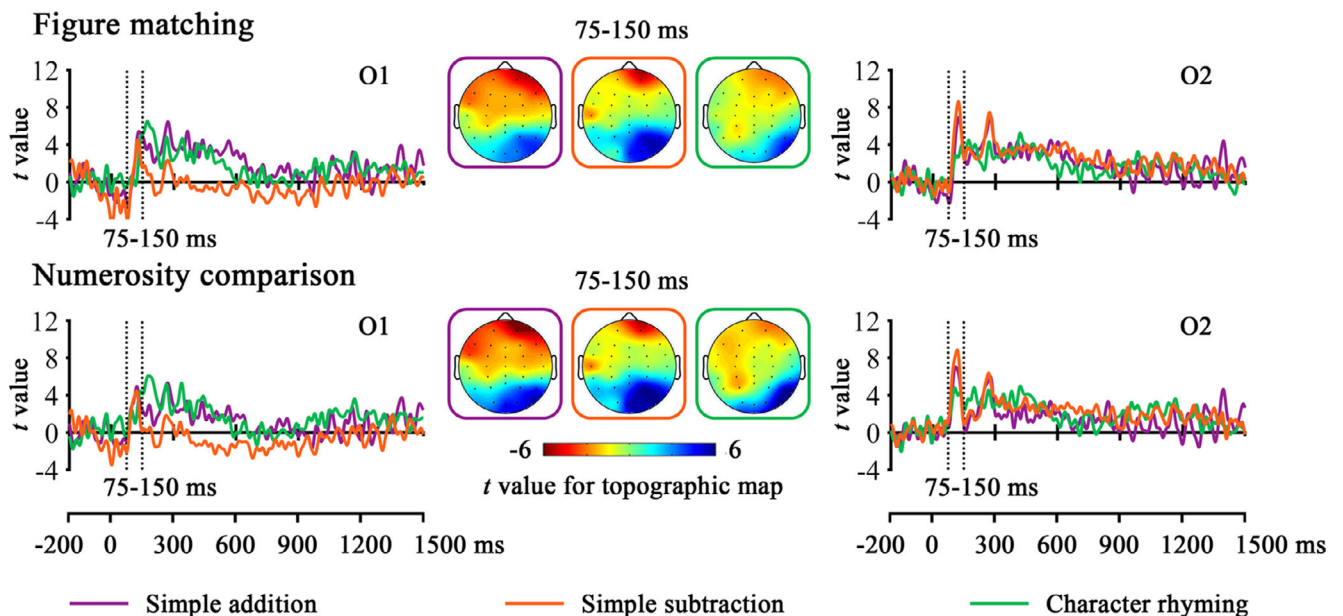 Figure matching
75-150 ms
12
8
4
0
-4
t value
O1
75-150 ms
12
8
4
0
-4
t value
O2
75-150 ms
Numerosity comparison
75-150 ms
12
8
4
0
-4
t value
O1
75-150 ms
-6 6
t value for topographic map
12
8
4
0
-4
t value
O2
75-150 ms
-200 0 300 600 900 1200 1500 ms
-200 0 300 600 900 1200 1500 ms
Simple addition Simple subtraction Character rhyming